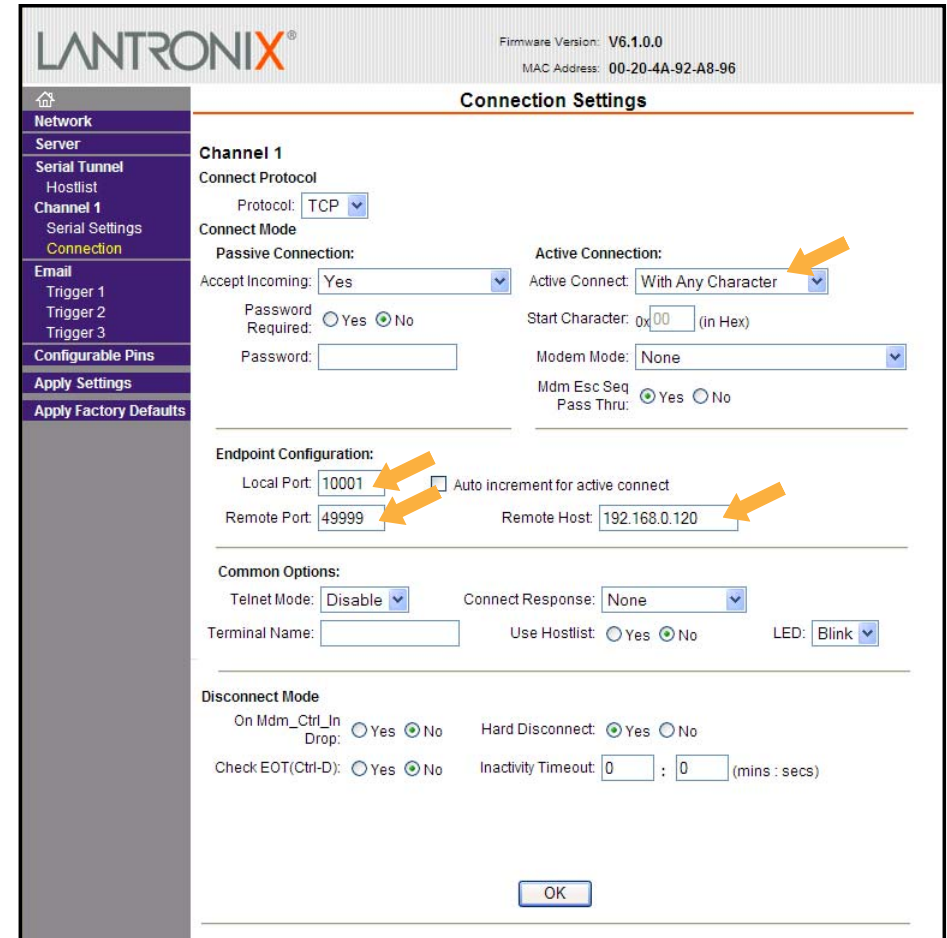 LANTRONIX®
Firmware Version: V6.1.0.0
MAC Address: 00-20-4A-92-A8-96
Network
Server
Serial Tunnel
Hostlist
Channel 1
Serial Settings
Connection
Email
Trigger 1
Trigger 2
Trigger 3
Configurable Pins
Apply Settings
Apply Factory Defaults
Connection Settings
Channel 1
Connect Protocol
Protocol: TCP
Connect Mode
Passive Connection: Active Connection:
Accept Incoming: Yes Active Connect: With Any Character
Password Required: Yes No Start Character: 0x 00 (in Hex)
Password: Modem Mode: None
Mdm Esc Seq Pass Thru: Yes No
Endpoint Configuration:
Local Port: 10001 Auto increment for active connect
Remote Port: 49999 Remote Host: 192.168.0.120
Common Options:
Telnet Mode: Disable Connect Response: None
Terminal Name: Use Hostlist: Yes No LED: Blink
Disconnect Mode
On Mdm_Ctrl_In Drop: Yes No Hard Disconnect: Yes No
Check EOT(Ctrl-D): Yes No Inactivity Timeout: 0 : 0 (mins : secs)
OK